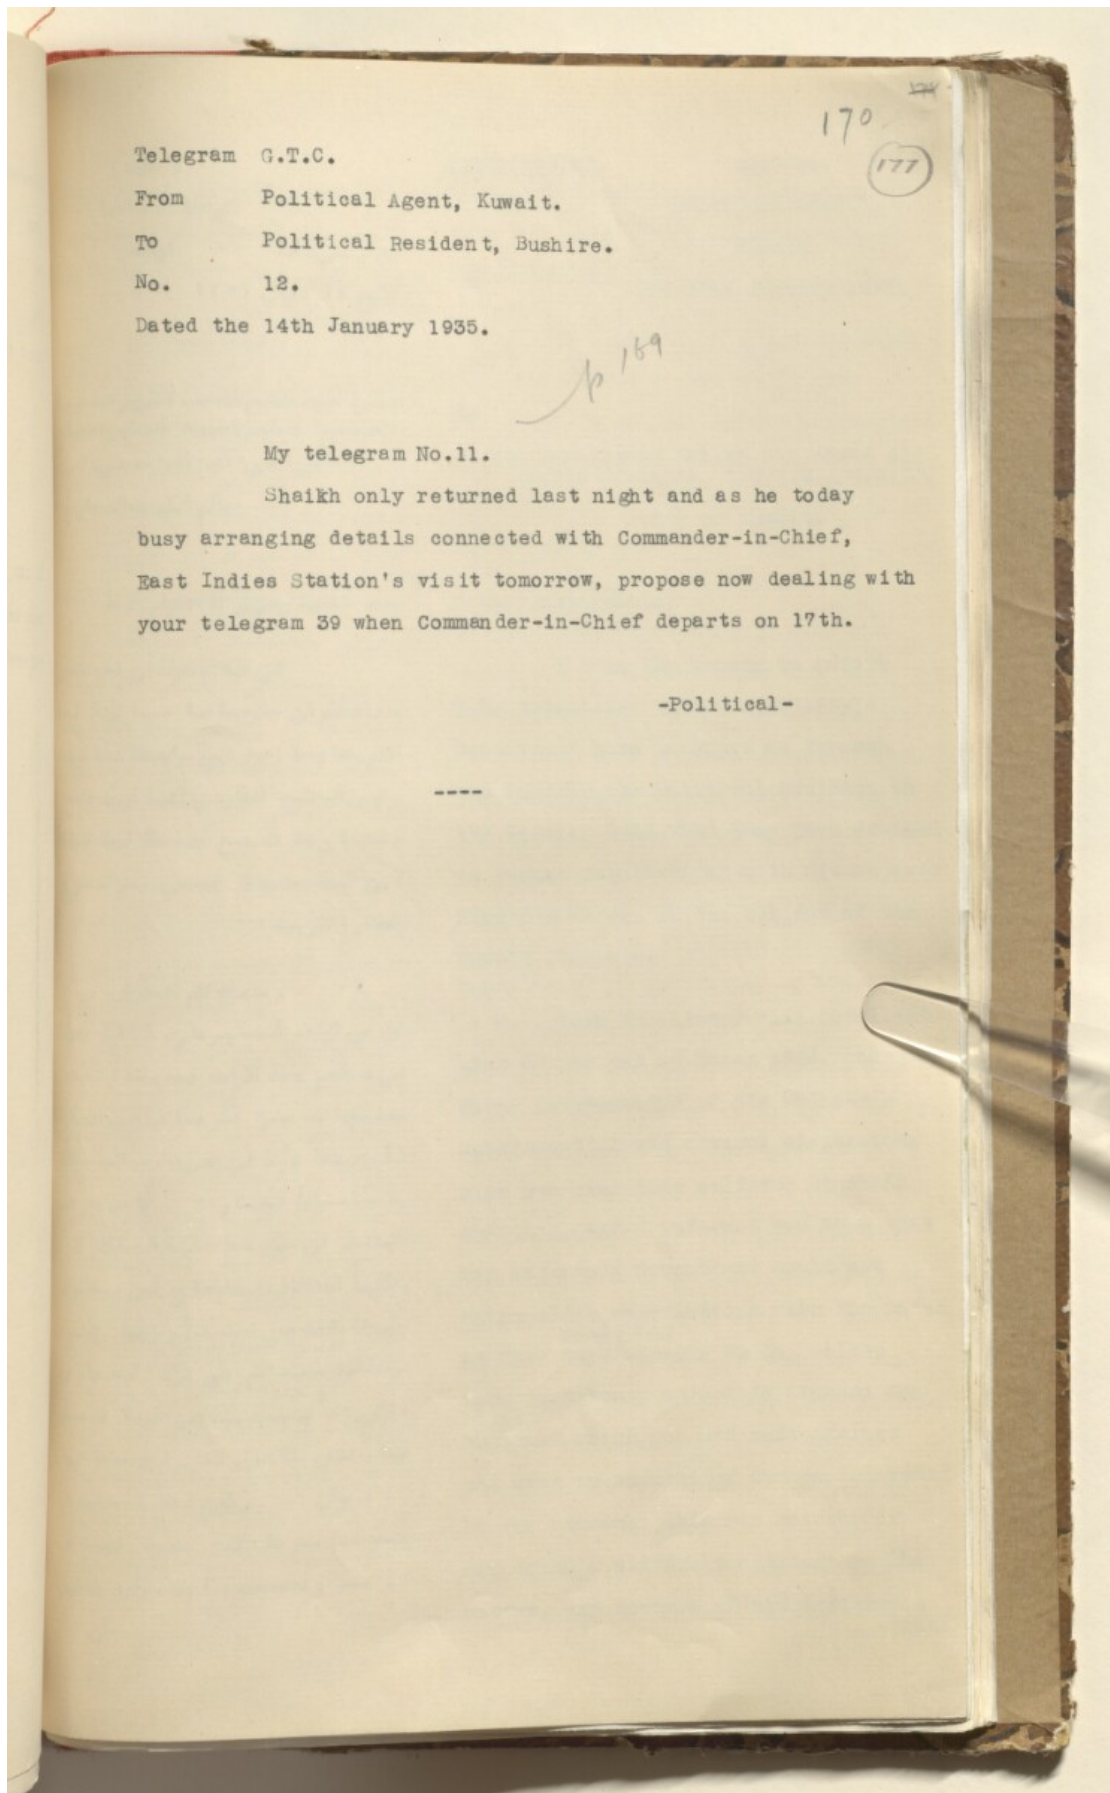 170
177
Telegram G.T.C.
From Political Agent, Kuwait.
To Political Resident, Bushire.
No. 12.
Dated the 14th January 1935.
p 169
My telegram No.11.
Shaikh only returned last night and as he today
busy arranging details connected with Commander-in-Chief,
East Indies Station's visit tomorrow, propose now dealing with
your telegram 39 when Commander-in-Chief departs on 17th.
-Political-
----